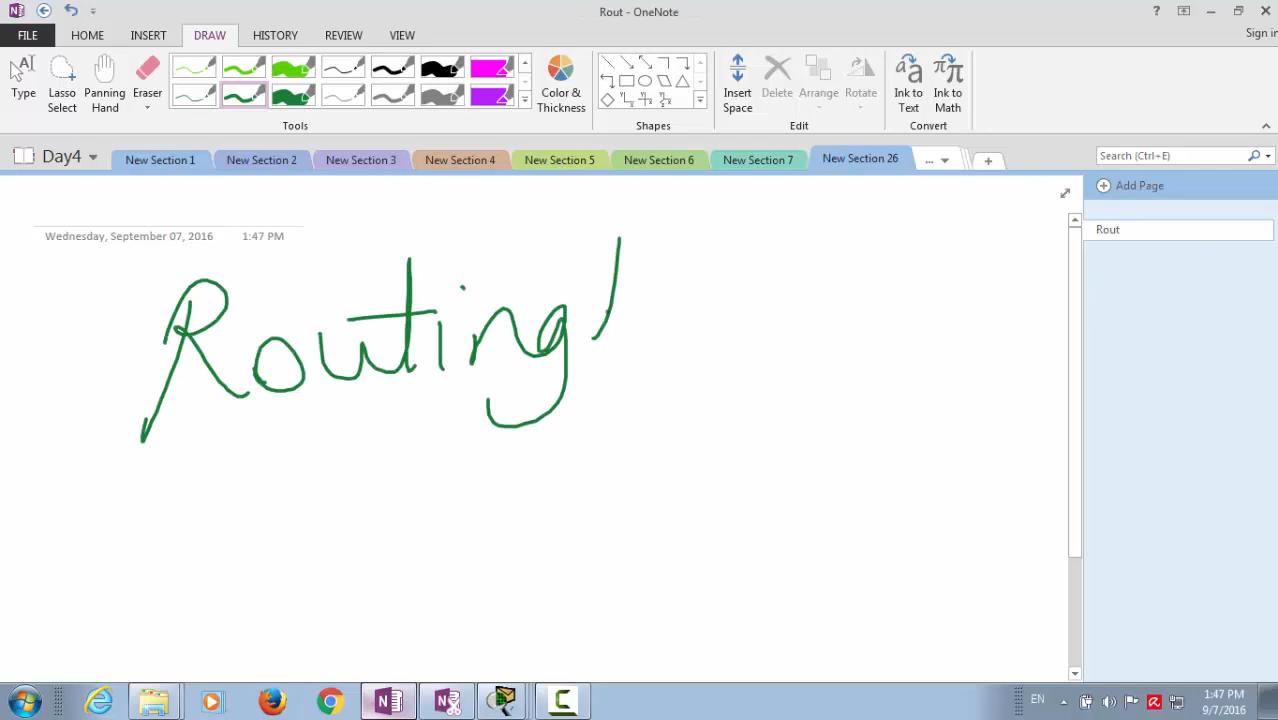 Rout - OneNote
FILE HOME INSERT DRAW HISTORY REVIEW VIEW Sign in
Type Lasso Select Panning Hand Eraser Color & Thickness Insert Space Delete Arrange Rotate Ink to Text Ink to Math
Tools Shapes Edit Convert
Day4 New Section 1 New Section 2 New Section 3 New Section 4 New Section 5 New Section 6 New Section 7 New Section 26 ... Search (Ctrl+E)
Add Page
Rout
Wednesday, September 07, 2016 1:47 PM
Routing
EN 1:47 PM
9/7/2016